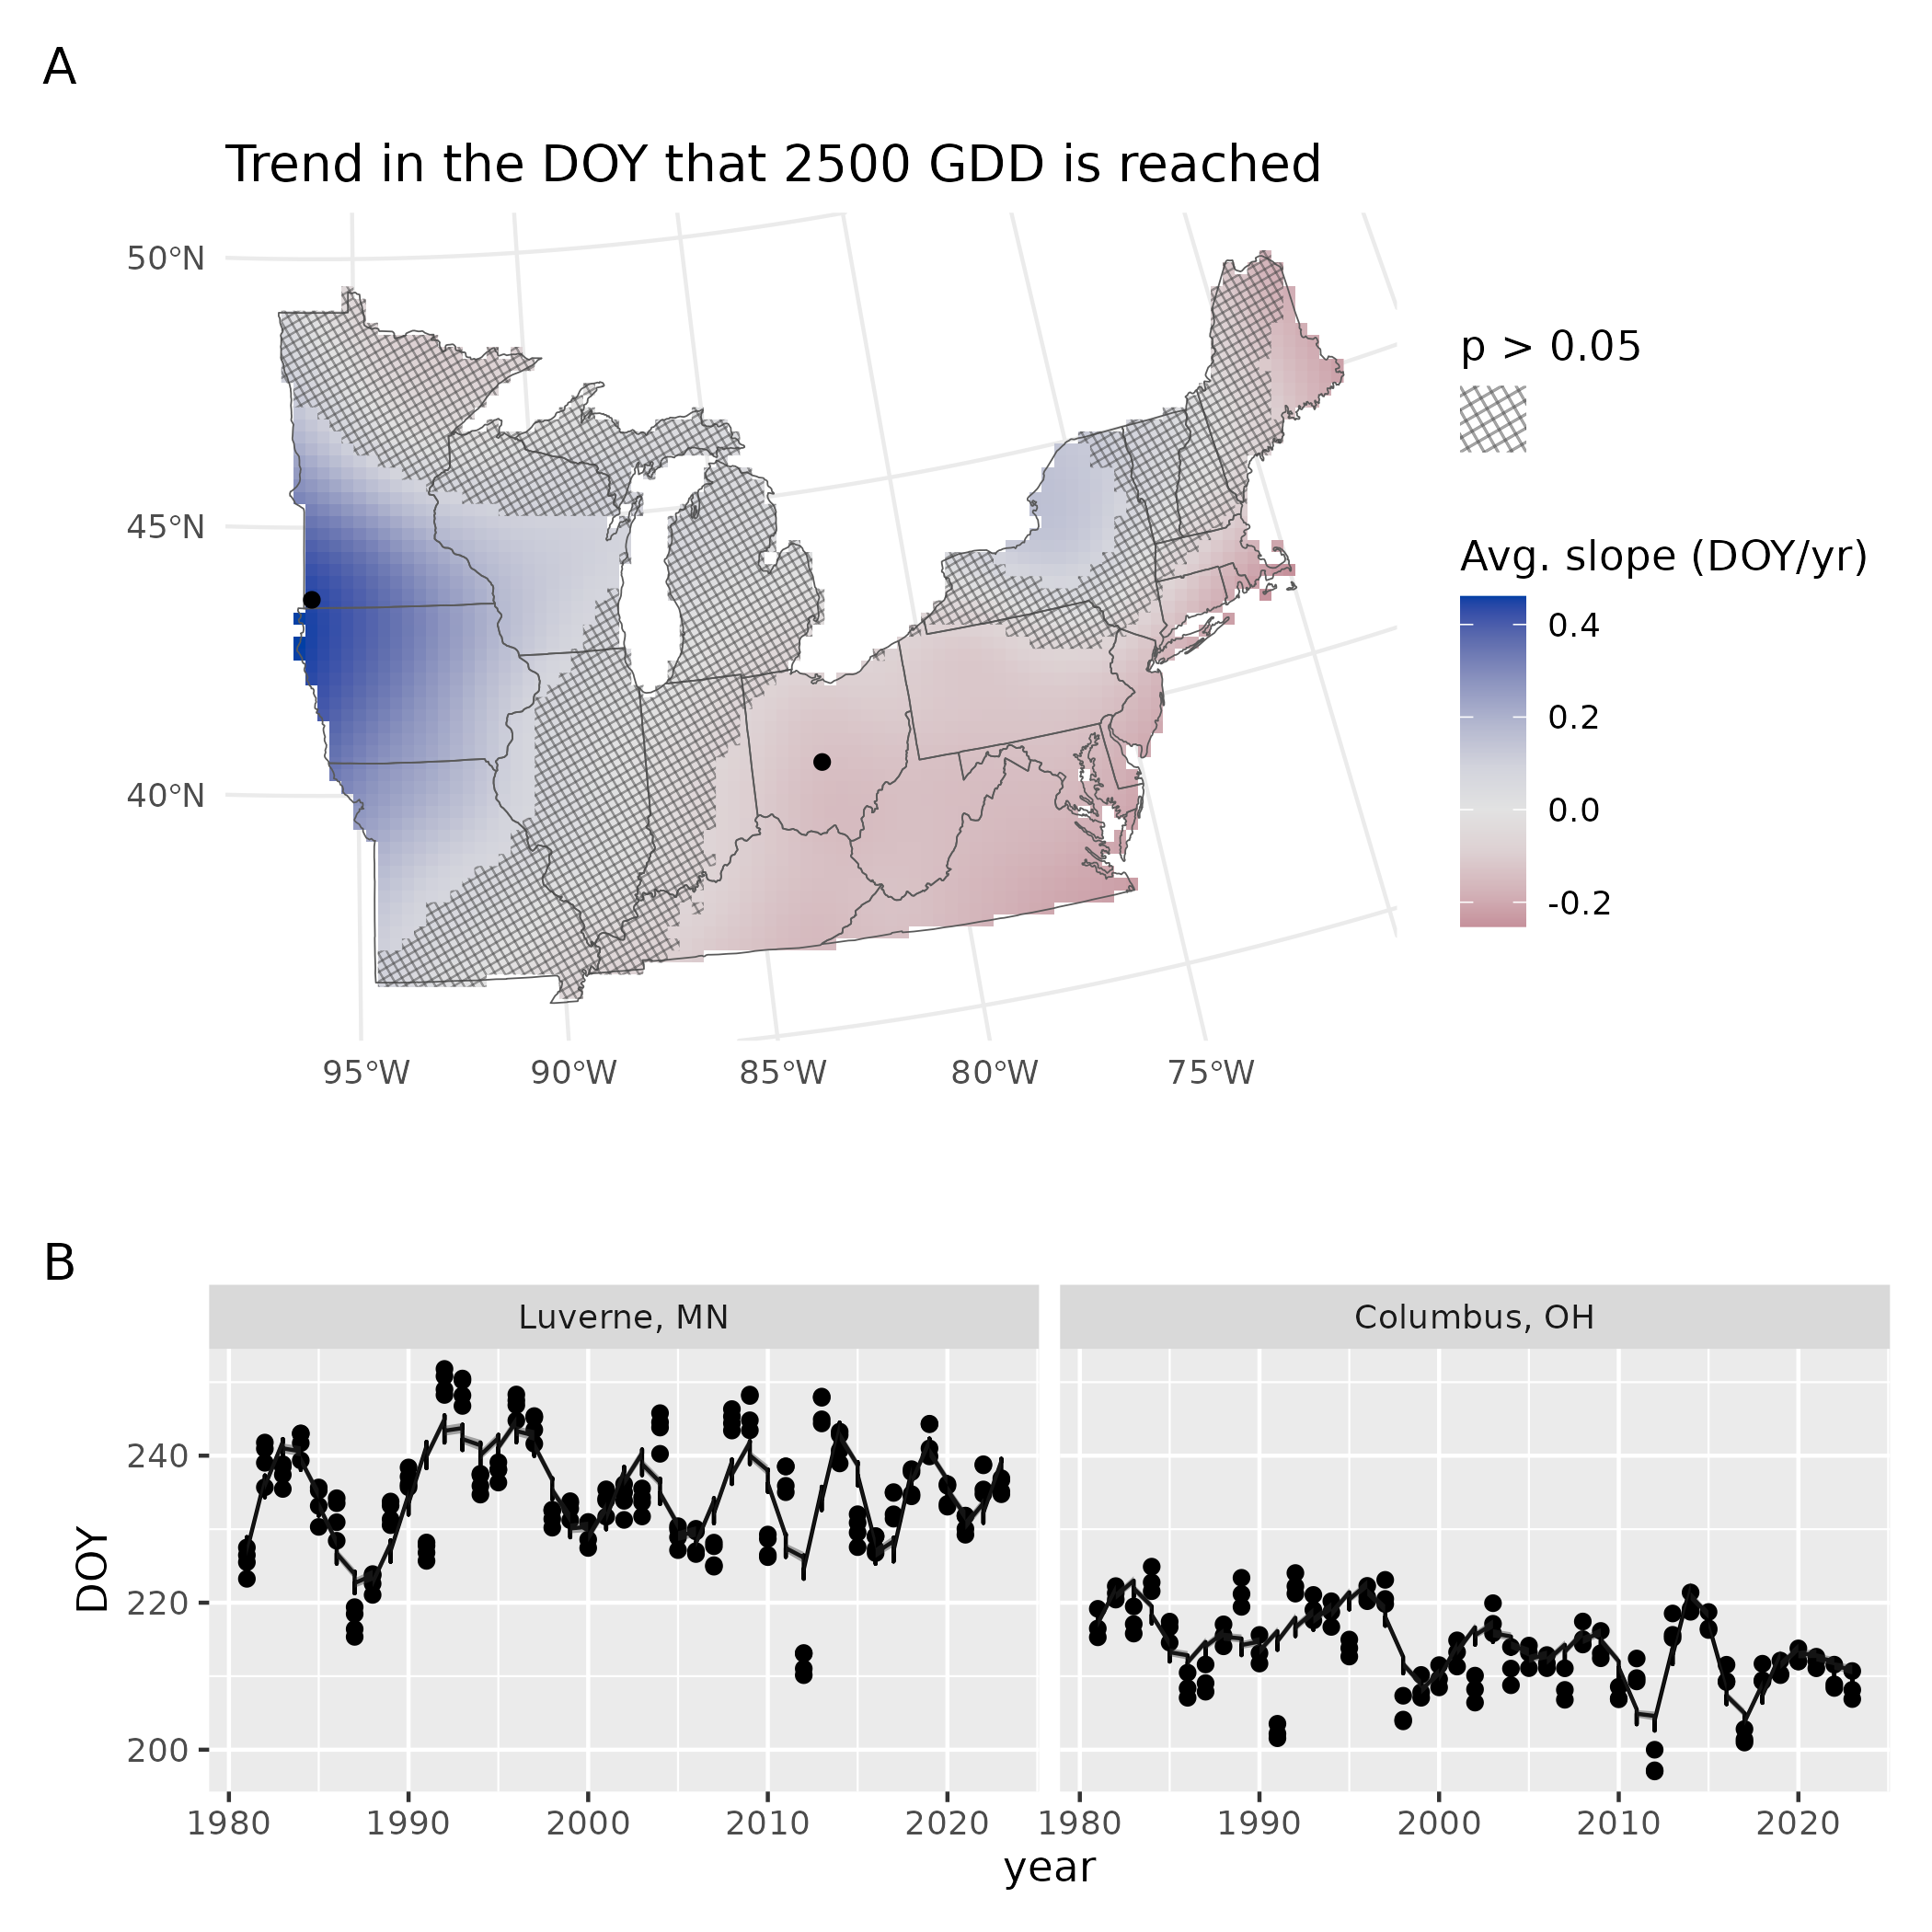 A
Trend in the DOY that 2500 GDD is reached
50°N
45°N
40°N
95°W 90°W 85°W 80°W 75°W
p > 0.05
Avg. slope (DOY/yr)
0.4
0.2
0.0
-0.2
B
Luverne, MN Columbus, OH
DOY
240
220
200
1980 1990 2000 2010 2020 1980 1990 2000 2010 2020
year